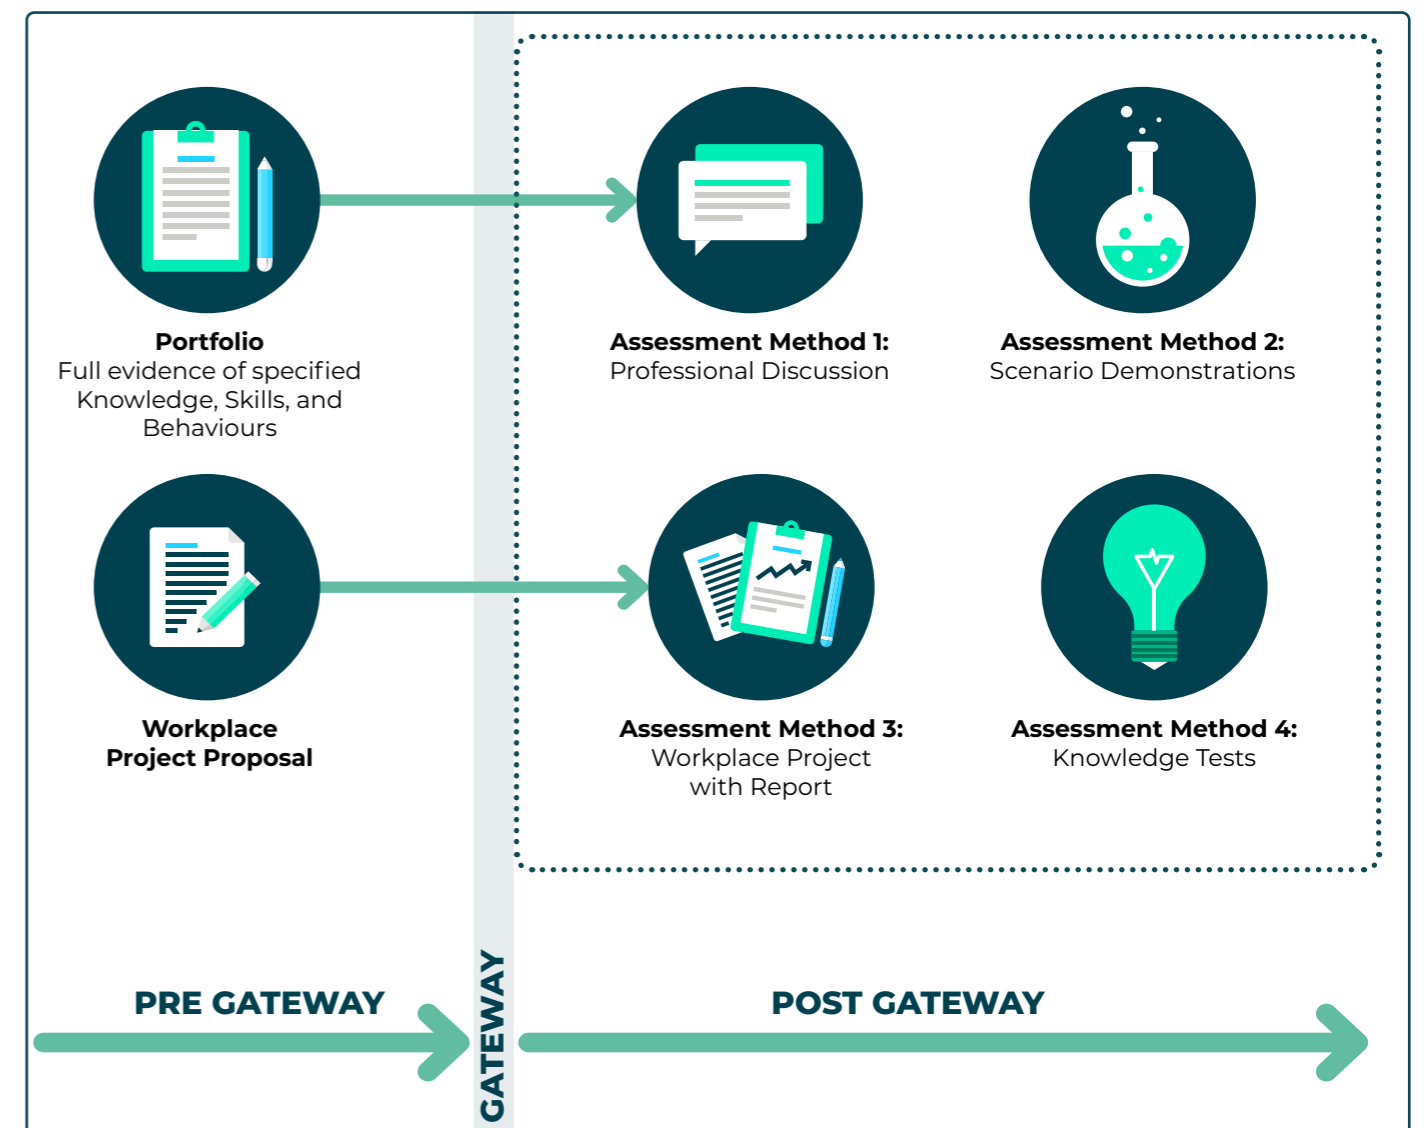 Portfolio
Full evidence of specified
Knowledge, Skills, and
Behaviours
Assessment Method 1:
Professional Discussion
Assessment Method 2:
Scenario Demonstrations
Workplace
Project Proposal
Assessment Method 3:
Workplace Project
with Report
Assessment Method 4:
Knowledge Tests
PRE GATEWAY
GATEWAY
POST GATEWAY